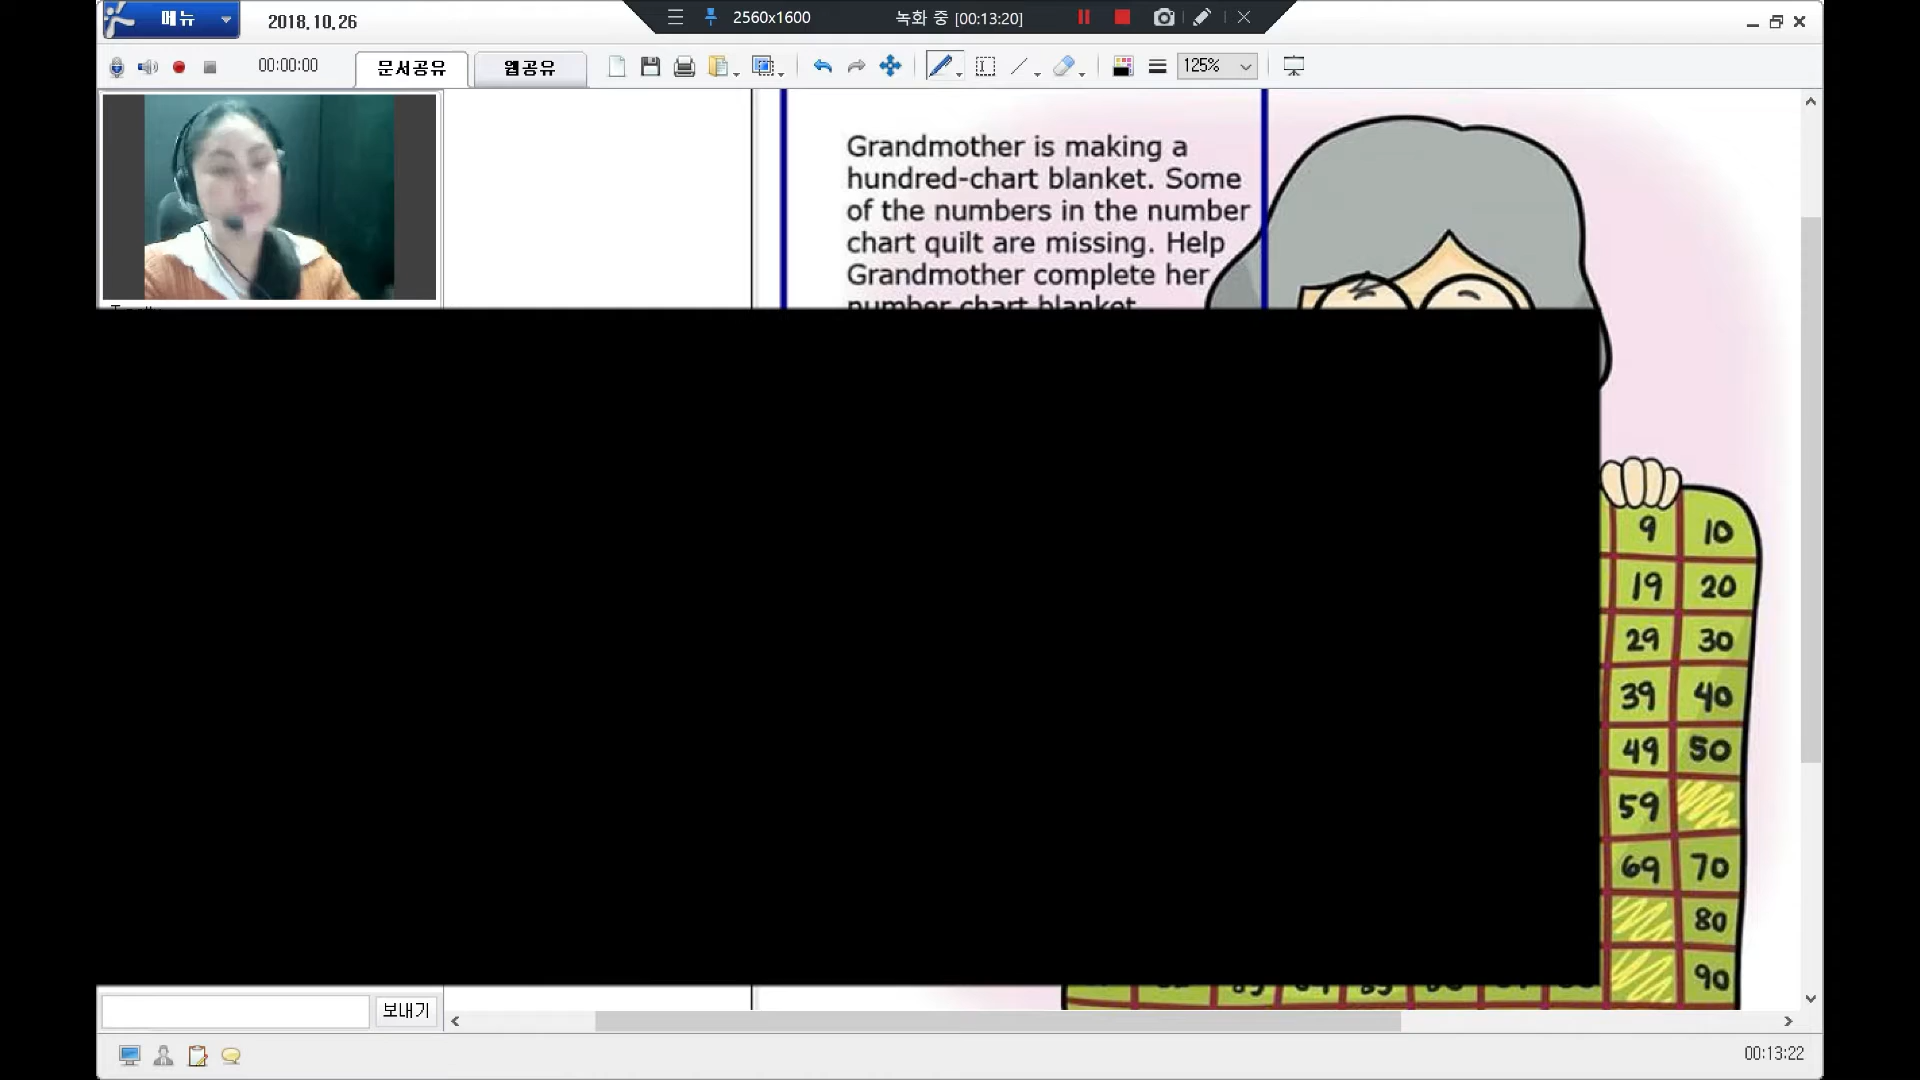 메뉴
2018.10.26
2560x1600
녹화 중 [00:13:20]
00:00:00
문서공유
웹공유
125%
Grandmother is making a
hundred-chart blanket. Some
of the numbers in the number
chart quilt are missing. Help
Grandmother complete her
number chart blanket
9 10
19 20
29 30
39 40
49 50
59
69 70
80
90
보내기
00:13:22